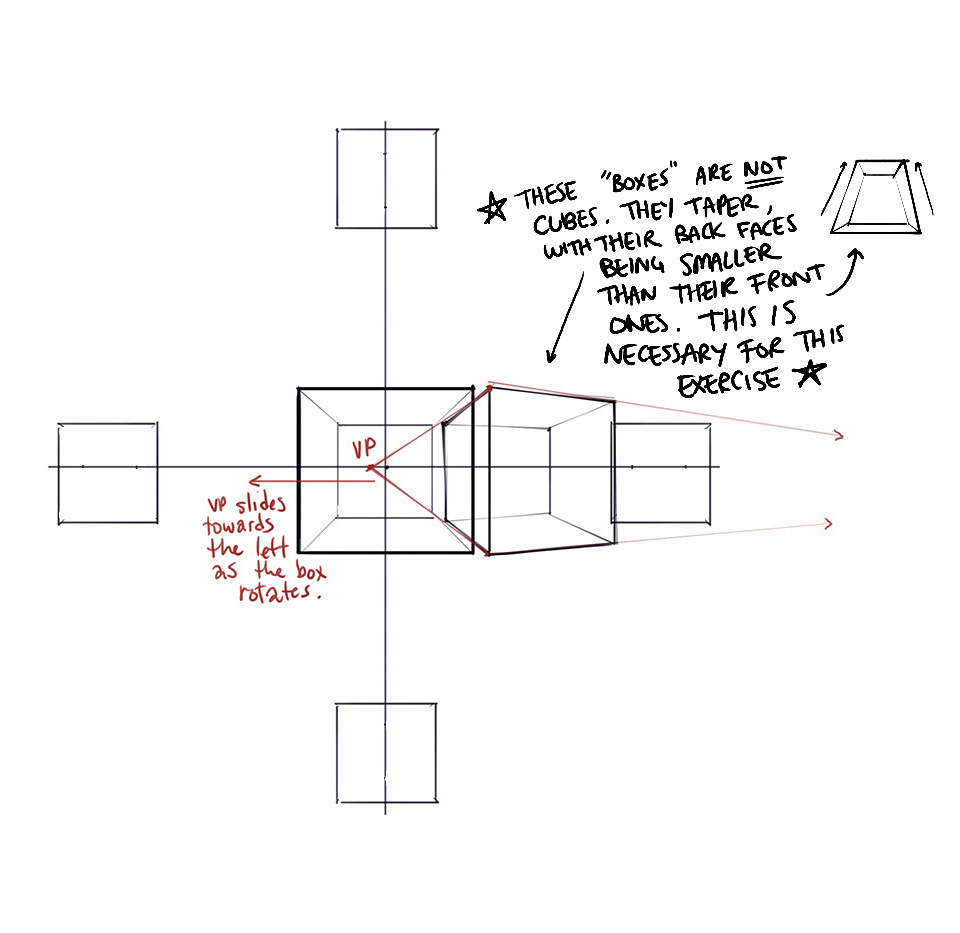 ★ THESE "BOXES" ARE NOT
CUBES. THEY TAPER,
WITH THEIR BACK FACES
BEING SMALLER
THAN THEIR FRONT
ONES. THIS IS
NECESSARY FOR THIS
EXERCISE ★
VP
VP slides
towards
the left
as the box
rotates.